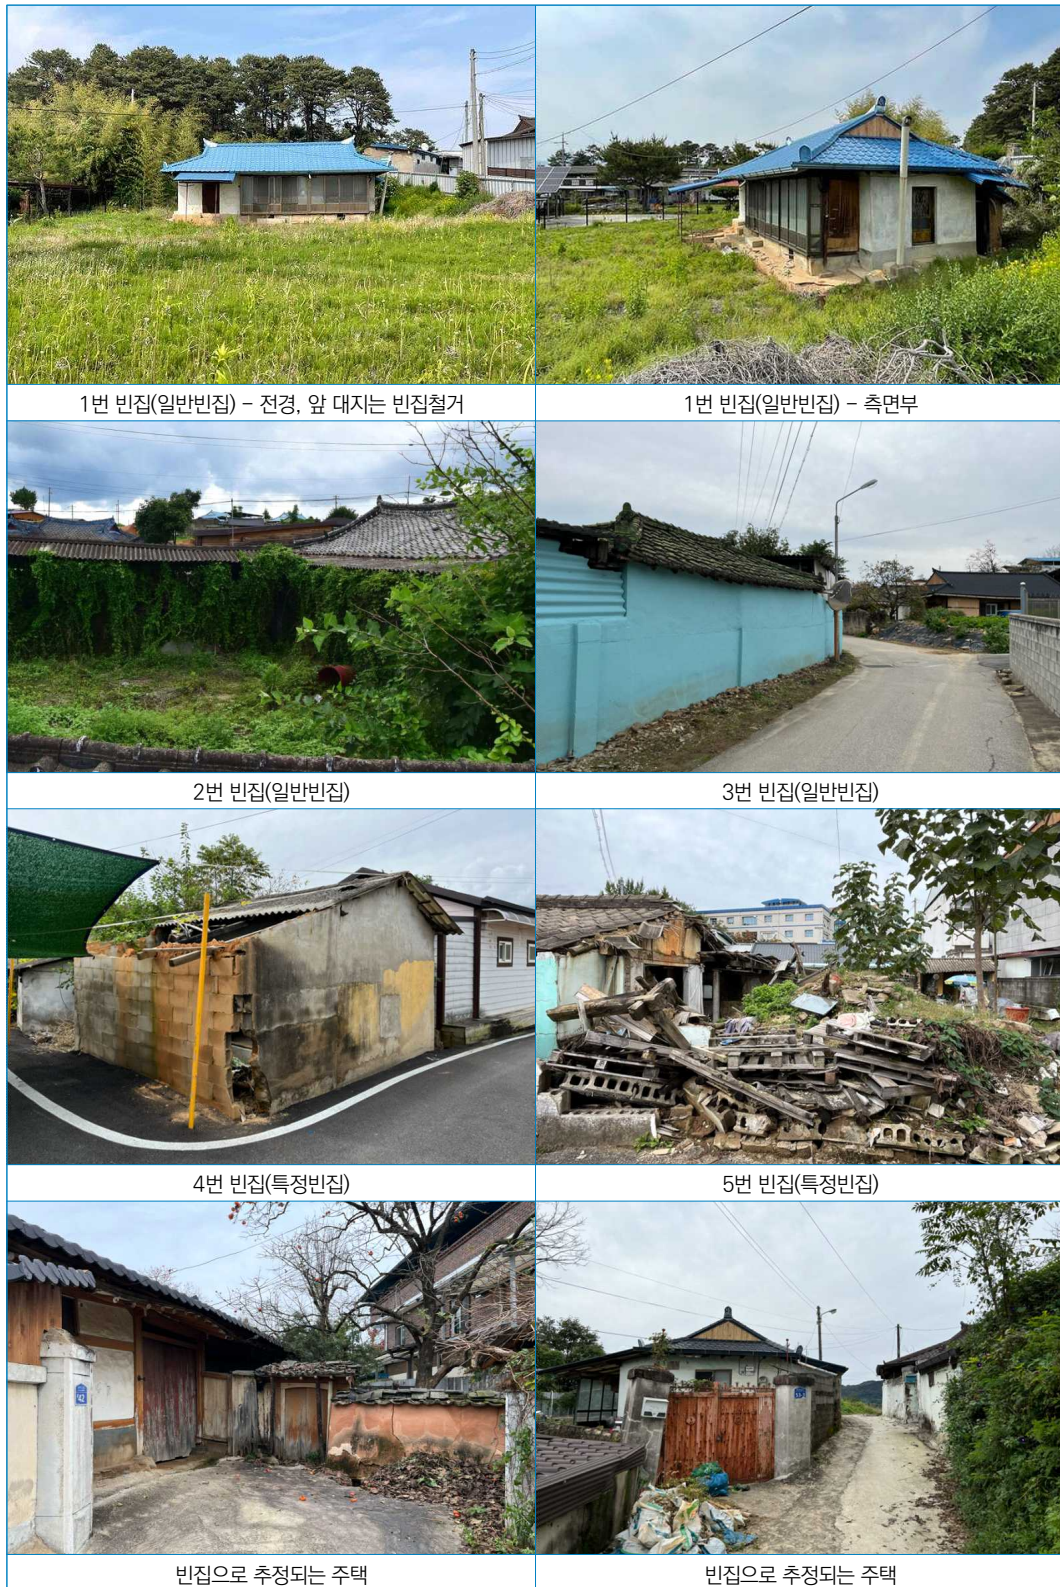 1번 빈집(일반빈집) - 전경, 앞 대지는 빈집철거
1번 빈집(일반빈집) - 측면부
2번 빈집(일반빈집)
3번 빈집(일반빈집)
4번 빈집(특정빈집)
5번 빈집(특정빈집)
42
빈집으로 추정되는 주택
빈집으로 추정되는 주택